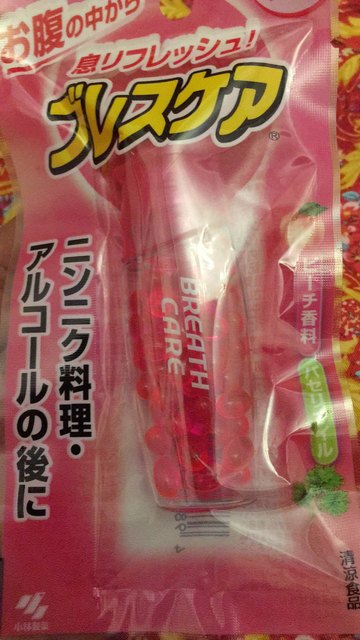 お腹の中から
息リフレッシュ!
ブレスケア®
BREATH
CARE
ニンニク料理・
アルコールの後に
ピーチ香料
パセリオイル
清涼食品
小林製薬